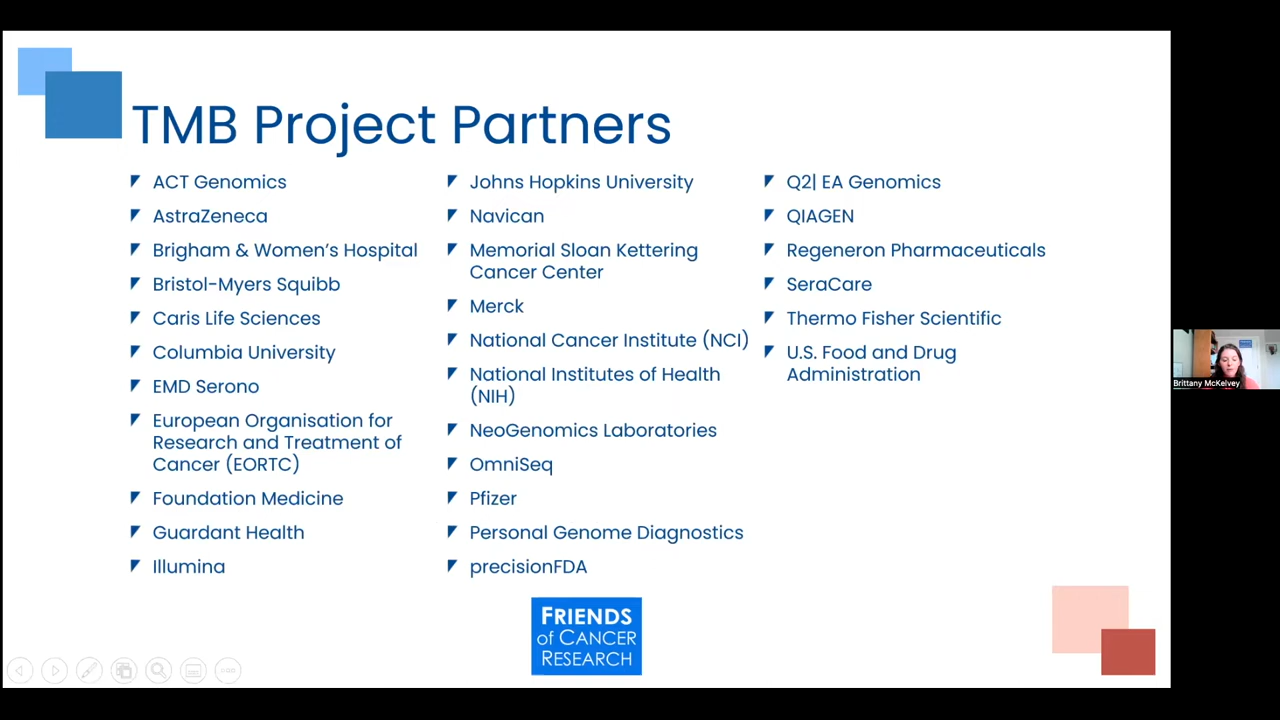 TMB Project Partners
ACT Genomics
AstraZeneca
Brigham & Women's Hospital
Bristol-Myers Squibb
Caris Life Sciences
Columbia University
EMD Serono
European Organisation for
Research and Treatment of
Cancer (EORTC)
Foundation Medicine
Guardant Health
Illumina
Johns Hopkins University
Navican
Memorial Sloan Kettering
Cancer Center
Merck
National Cancer Institute (NCI)
National Institutes of Health
(NIH)
NeoGenomics Laboratories
OmniSeq
Pfizer
Personal Genome Diagnostics
precisionFDA
Q2| EA Genomics
QIAGEN
Regeneron Pharmaceuticals
SeraCare
Thermo Fisher Scientific
U.S. Food and Drug
Administration
FRIENDS
of CANCER
RESEARCH
Brittany McKelvey